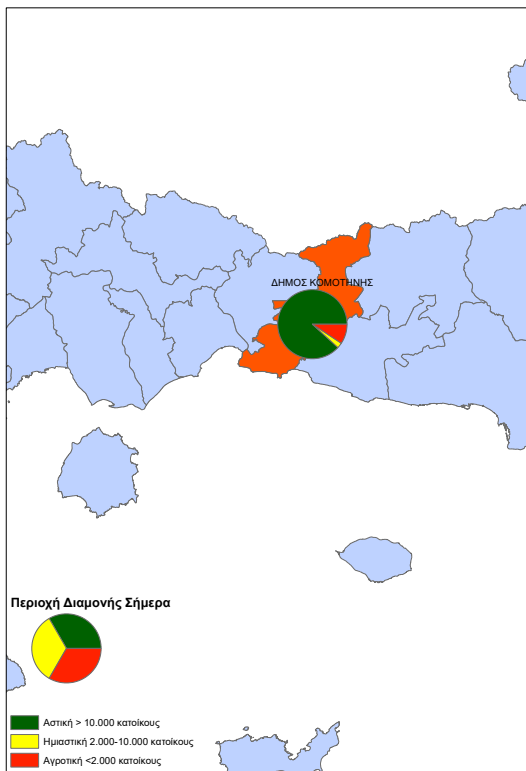 ΔΗΜΟΣ ΚΟΜΟΤΗΝΗΣ
Περιοχή Διαμονής Σήμερα
Αστική > 10.000 κατοίκους
Ημιαστική 2.000-10.000 κατοίκους
Αγροτική <2.000 κατοίκους